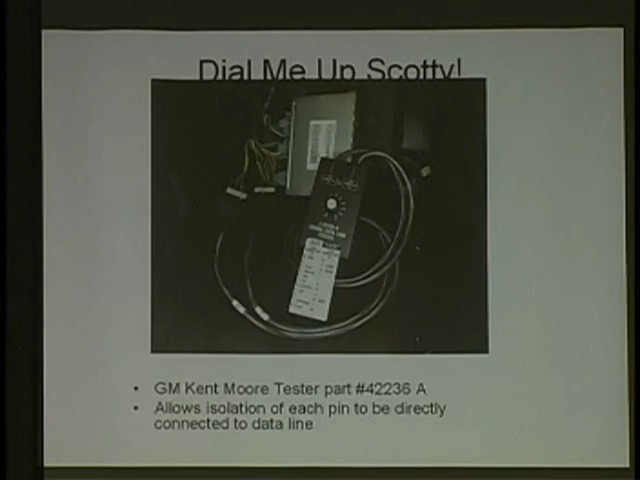 Dial Me Up Scotty!
• GM Kent Moore Tester part #42236 A
• Allows isolation of each pin to be directly
connected to data line